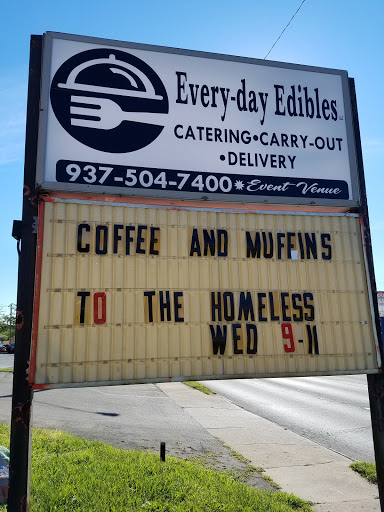 Every-day Edibles LLC
CATERING•CARRY-OUT
•DELIVERY
937-504-7400 Event Venue
COFFEE AND MUFFINS
TO THE HOMELESS
WED 9-11